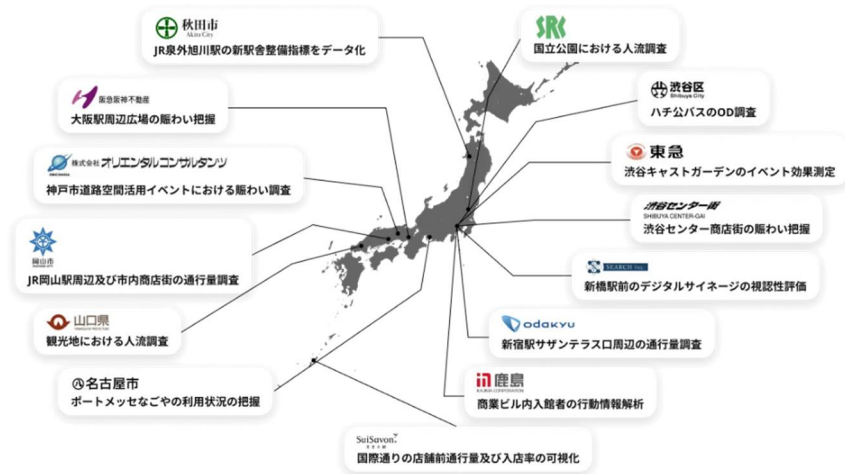 秋田市
Akita City
JR泉外旭川駅の新駅舎整備指標をデータ化
SRC
国立公園における人流調査
阪急阪神不動産
大阪駅周辺広場の賑わい把握
渋谷区
Shibuya City
ハチ公バスのOD調査
株式会社オリエンタルコンサルタンツ
神戸市道路空間活用イベントにおける賑わい調査
東急
渋谷キャストガーデンのイベント効果測定
渋谷センター街
SHIBUYA CENTER-GAI
渋谷センター商店街の賑わい把握
岡山市
JR岡山駅周辺及び市内商店街の通行量調査
新橋駅前のデジタルサイネージの視認性評価
山口県
観光地における人流調査
odakyu
新宿駅サザンテラス口周辺の通行量調査
名古屋市
ポートメッセなごやの利用状況の把握
鹿島
KAJIMA CORPORATION
商業ビル内入館者の行動情報解析
SuiSavon
国際通りの店舗前通行量及び入店率の可視化